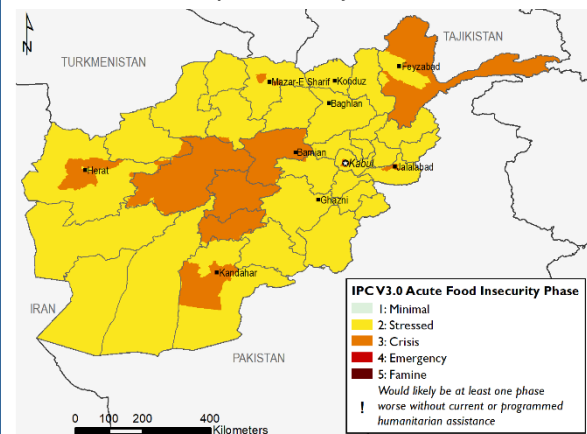 N
TAJIKISTAN
TURKMENISTAN
Feyzabad
Mazar-E Sharif
Konduz
Baghlan
Bamian
Kabul
Herat
Jalalabad
Ghazni
Kandahar
IRAN
PAKISTAN
IPC V3.0 Acute Food Insecurity Phase
1: Minimal
2: Stressed
3: Crisis
4: Emergency
5: Famine
Would likely be at least one phase
! worse without current or programmed
humanitarian assistance
0 100 200 400
Kilometers